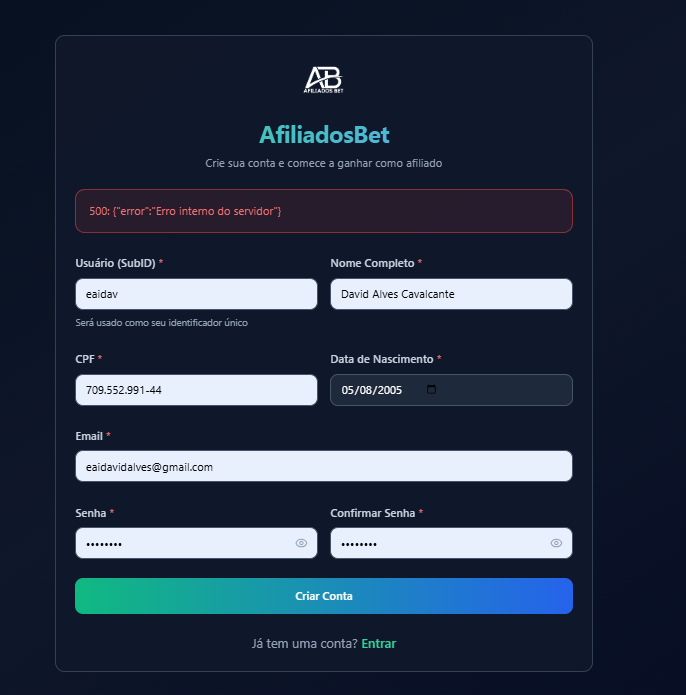 AB
AFILIADOS BET
AfiliadosBet
Crie sua conta e comece a ganhar como afiliado
500: {"error":"Erro interno do servidor"}
Usuário (SubID) *
Nome Completo *
eaidav
David Alves Cavalcante
Será usado como seu identificador único
CPF *
Data de Nascimento *
709.552.991-44
05/08/2005
Email *
eaidavidalves@gmail.com
Senha *
Confirmar Senha *
••••••••
••••••••
Criar Conta
Já tem uma conta? Entrar